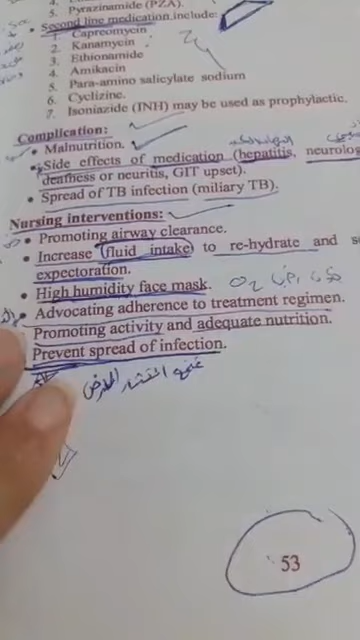 5. Pyrazinamide (PZA).
• Second line medication include:
1. Capreomycin
2. Kanamycin
3. Ethionamide
4. Amikacin
5. Para-amino salicylate sodium
6. Cyclizine.
7. Isoniazide (INH) may be used as prophylactic.
Complication:
• Malnutrition.
• Side effects of medication (hepatitis, neurolog
deafness or neuritis, GIT upset).
• Spread of TB infection (miliary TB).
Nursing interventions:
• Promoting airway clearance.
• Increase fluid intake to re-hydrate and
expectoration.
• High humidity face mask. O2
Advocating adherence to treatment regimen.
Promoting activity and adequate nutrition.
Prevent spread of infection.
53